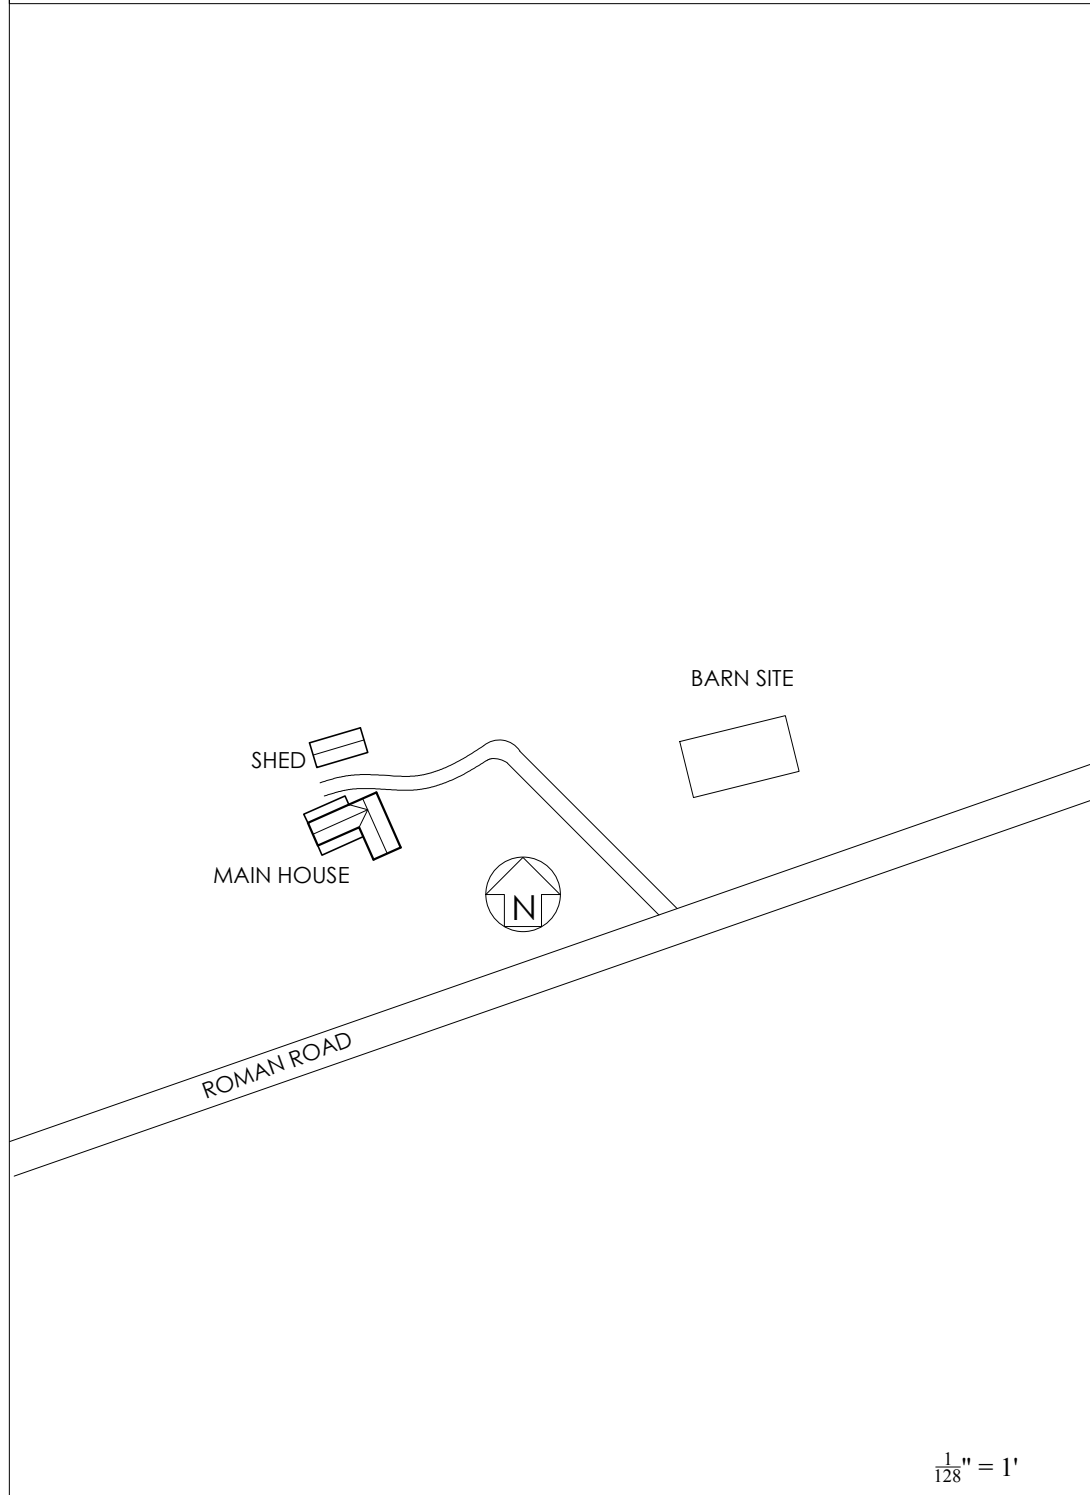 BARN SITE
SHED
MAIN HOUSE
N
ROMAN ROAD
1/128" = 1'